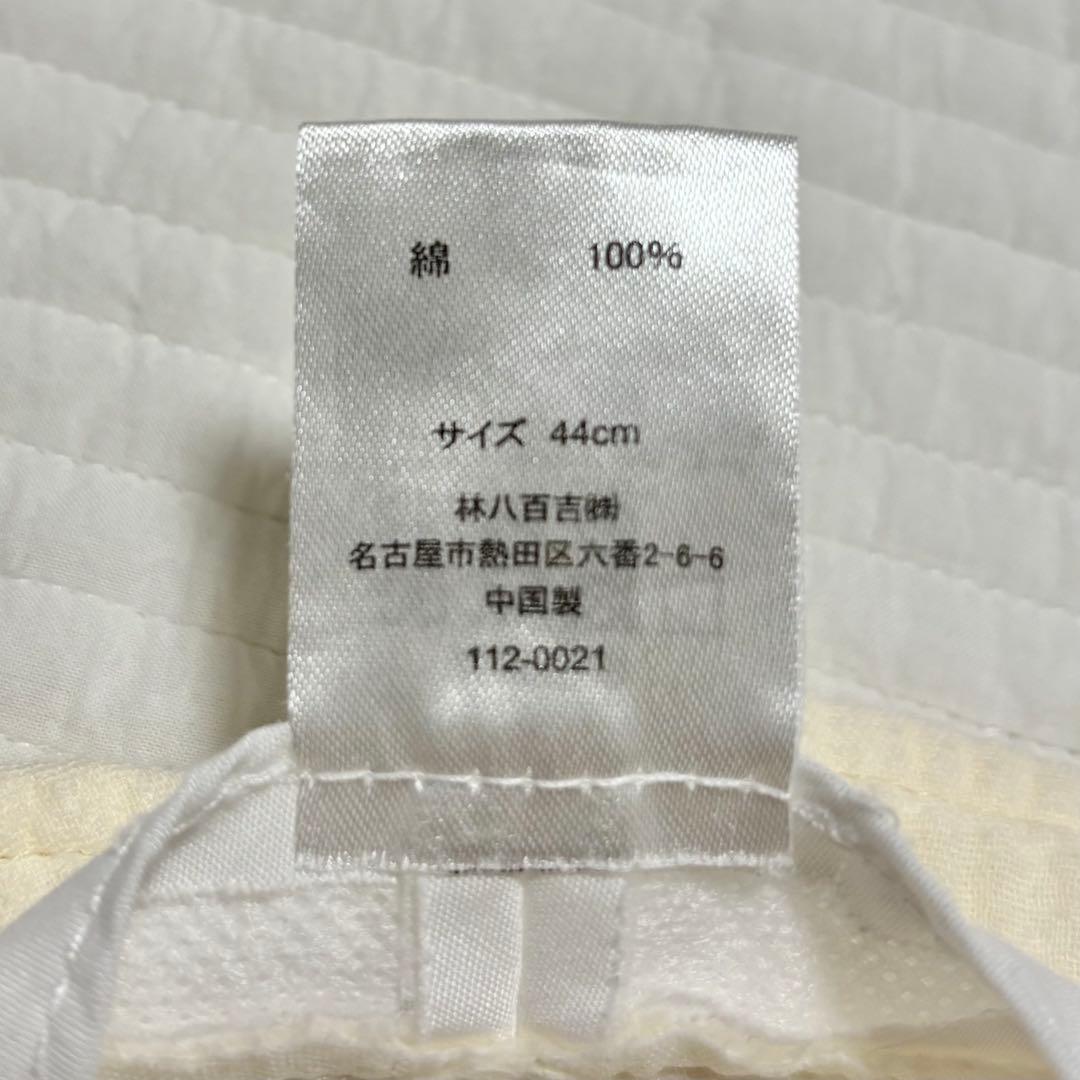 綿 100%
サイズ 44cm
林八百吉㈱
名古屋市熱田区六番2-6-6
中国製
112-0021